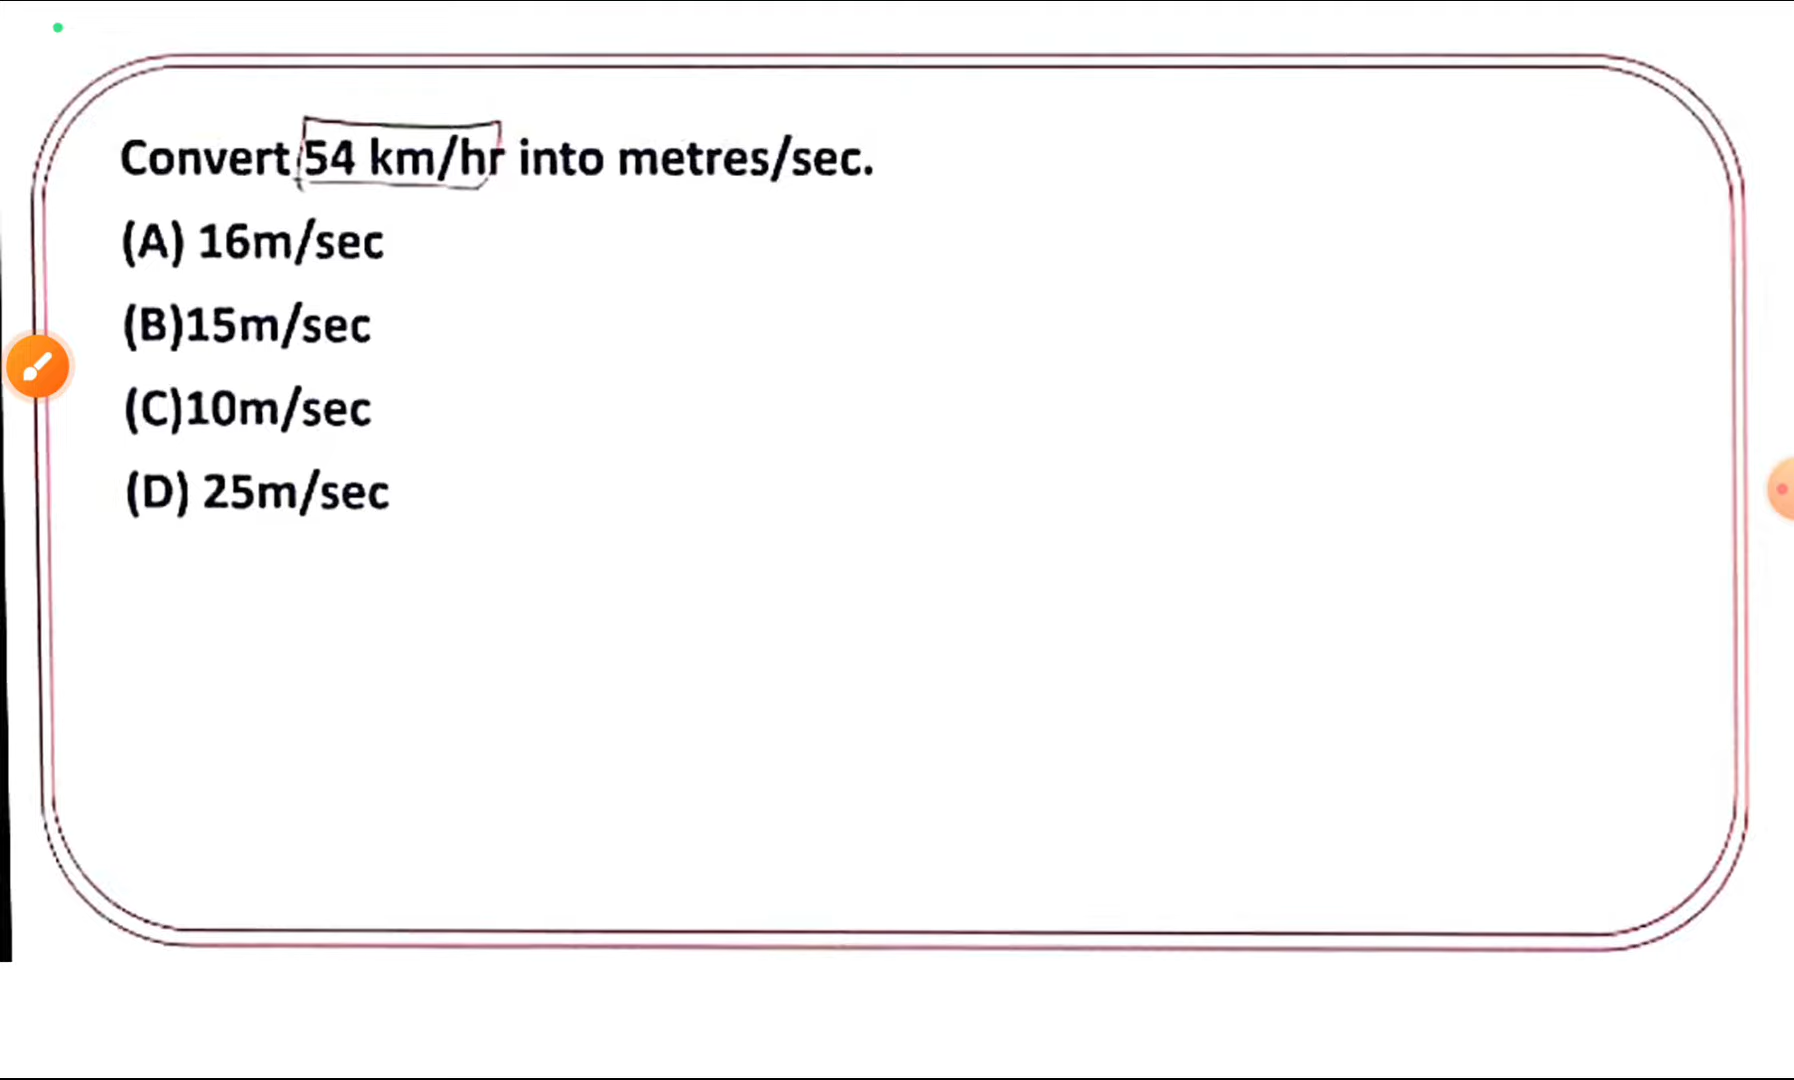 Convert 54 km/hr into metres/sec.
(A) 16m/sec
(B)15m/sec
(C)10m/sec
(D) 25m/sec